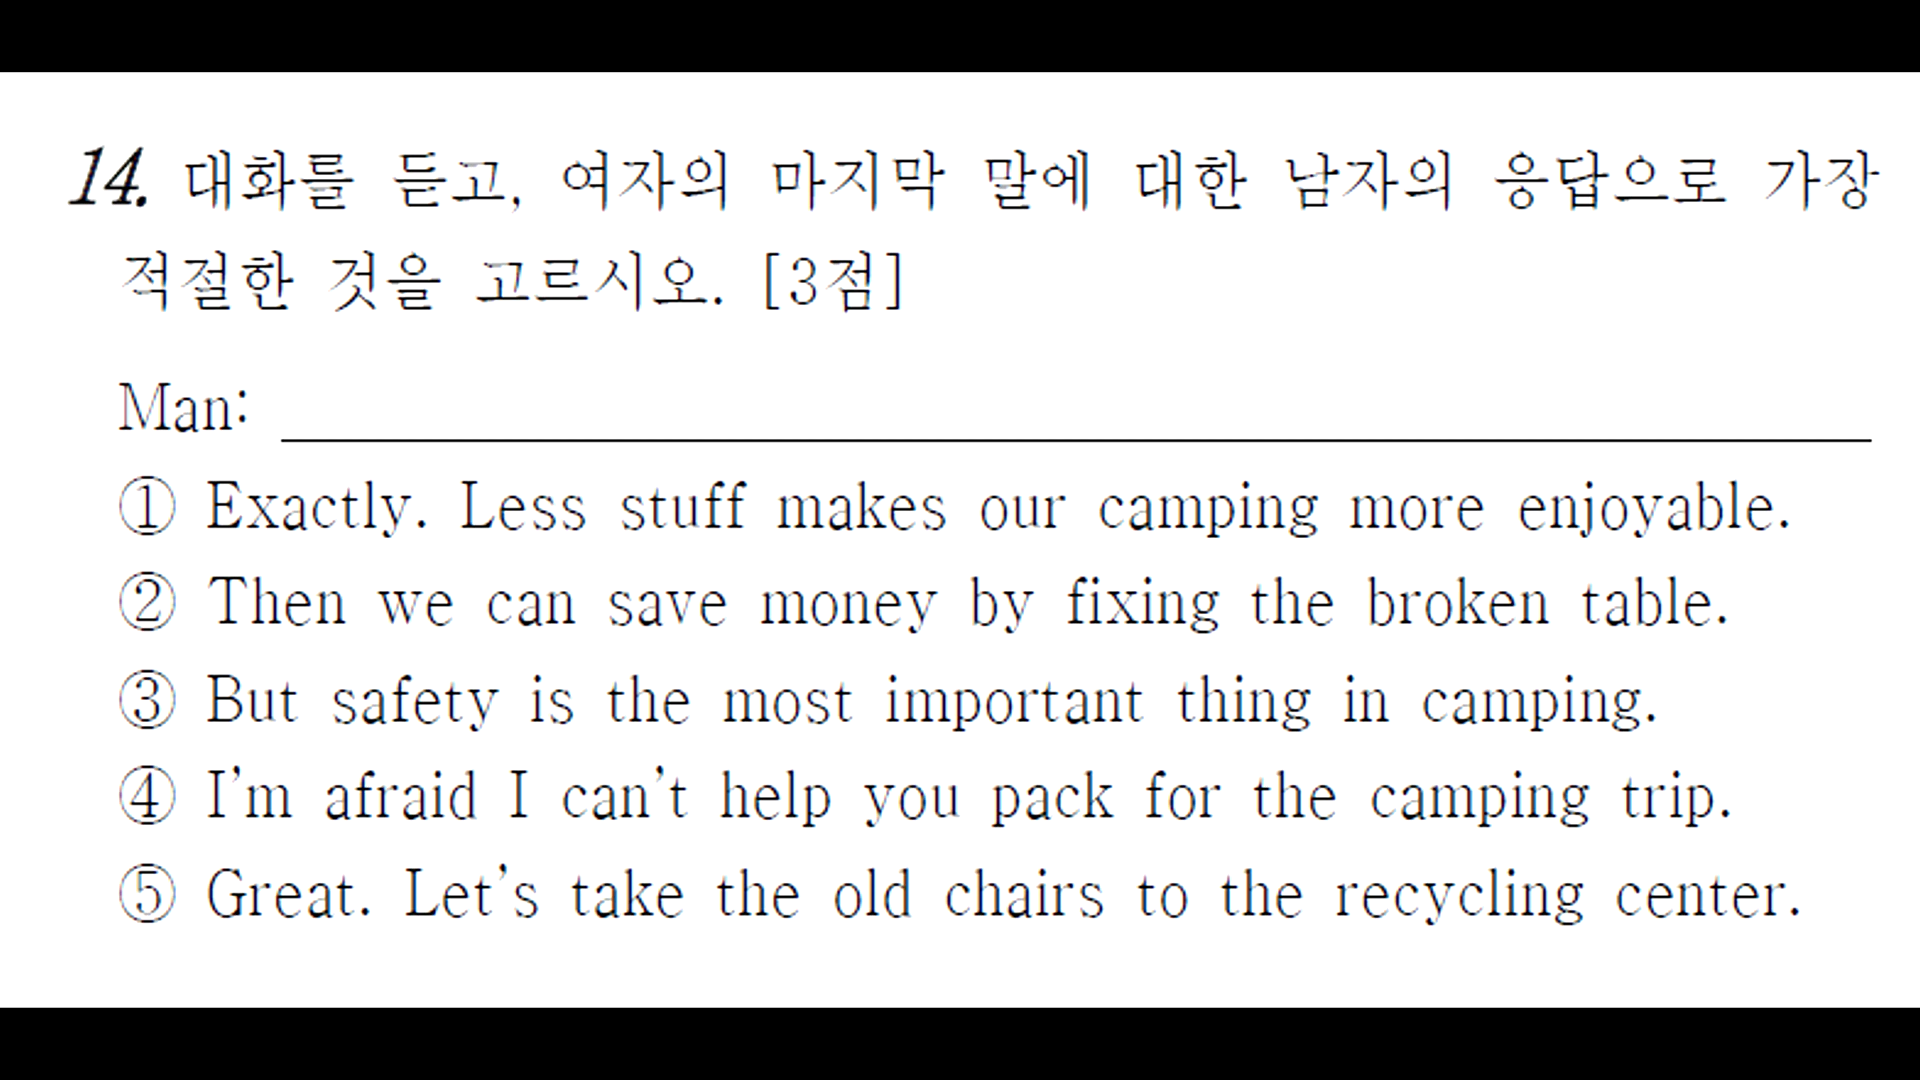 14. 대화를 듣고, 여자의 마지막 말에 대한 남자의 응답으로 가장
적절한 것을 고르시오. [3점]
Man:
① Exactly. Less stuff makes our camping more enjoyable.
② Then we can save money by fixing the broken table.
③ But safety is the most important thing in camping.
④ I'm afraid I can't help you pack for the camping trip.
⑤ Great. Let's take the old chairs to the recycling center.